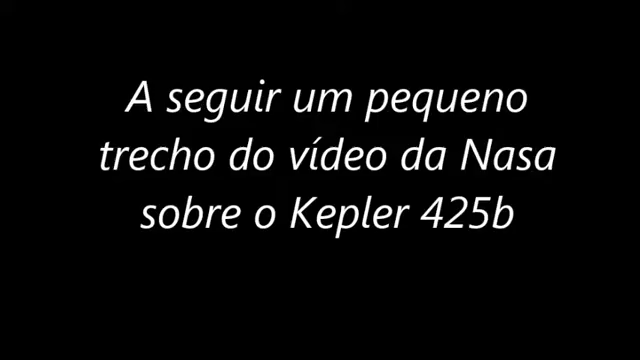 A seguir um pequeno
trecho do vídeo da Nasa
sobre o Kepler 425b